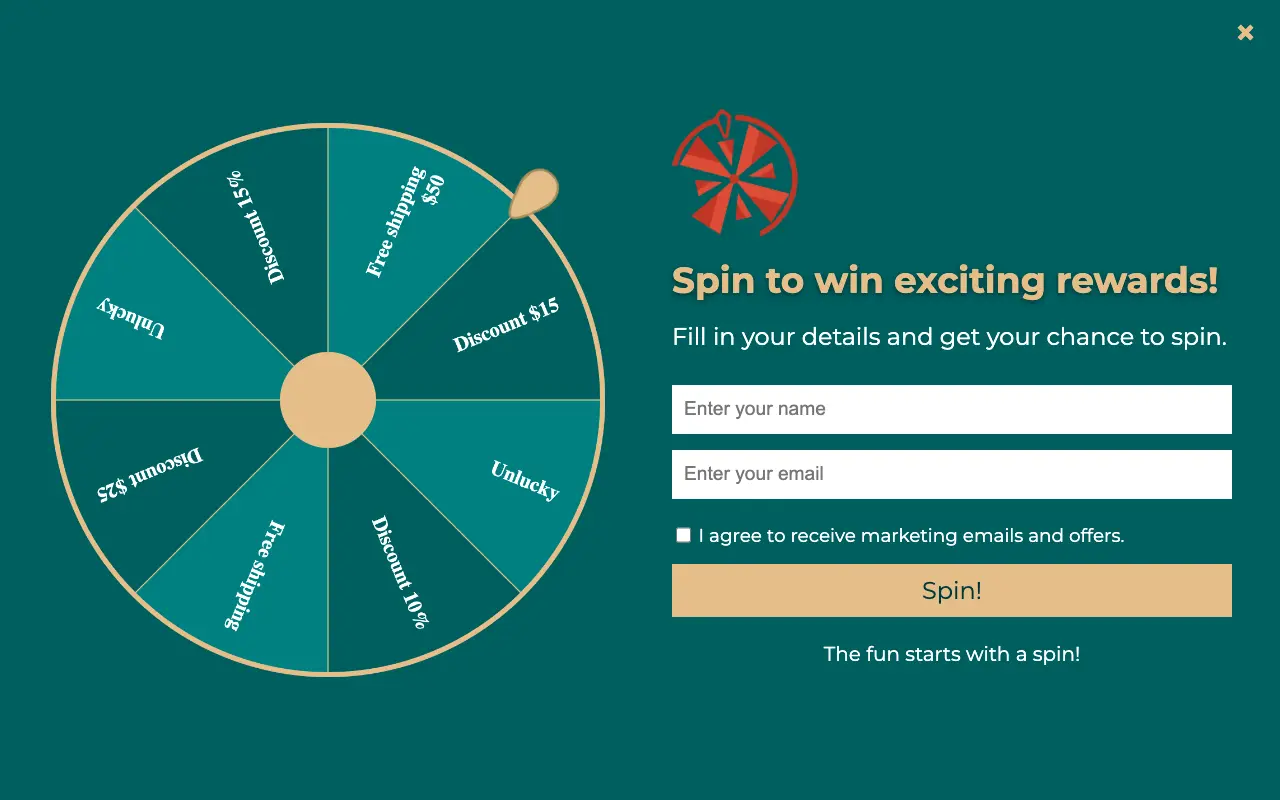 Free shipping
$50
Discount $15
Unlucky
Discount 10%
Free shipping
Discount $25
Unlucky
Discount 15%
Spin to win exciting rewards!
Fill in your details and get your chance to spin.
Enter your name
Enter your email
I agree to receive marketing emails and offers.
Spin!
The fun starts with a spin!